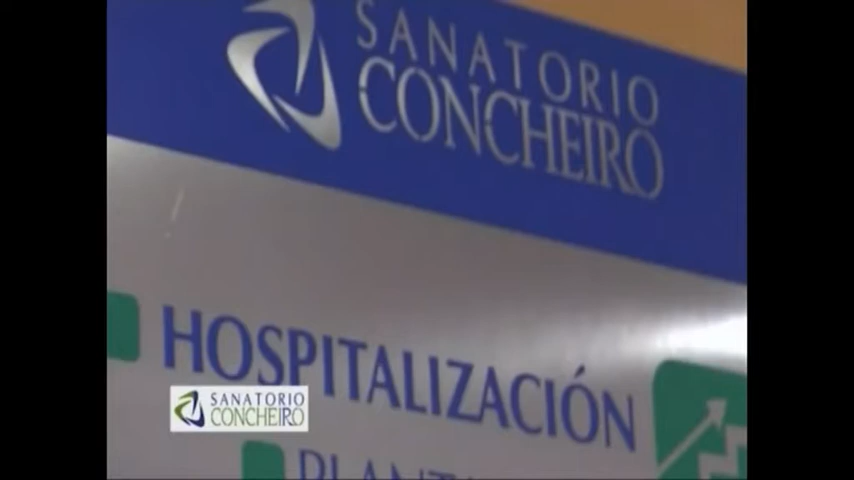 SANATORIO
CONCHEIRO
HOSPITALIZACIÓN
SANATORIO
CONCHEIRO